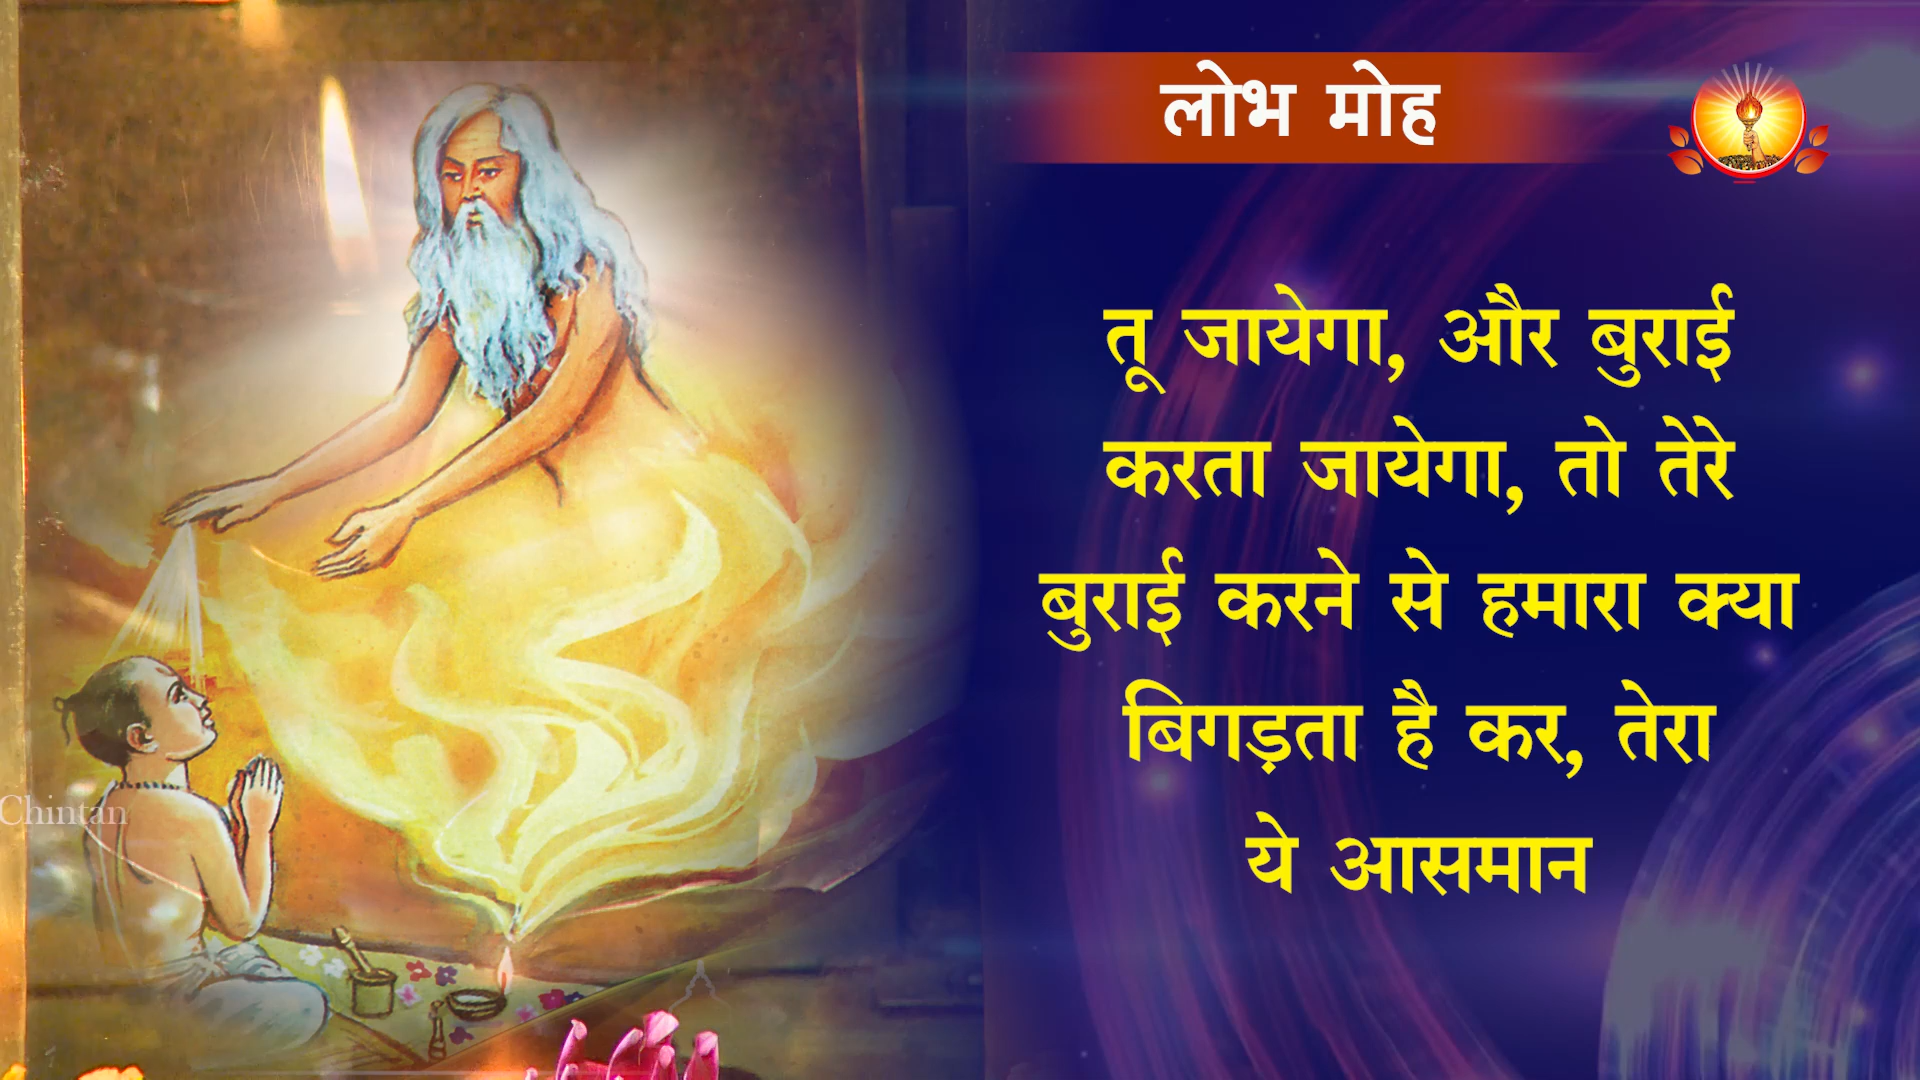 लोभ मोह
तू जायेगा, और बुराई
करता जायेगा, तो तेरे
बुराई करने से हमारा क्या
बिगड़ता है कर, तेरा
ये आसमान
Chintan